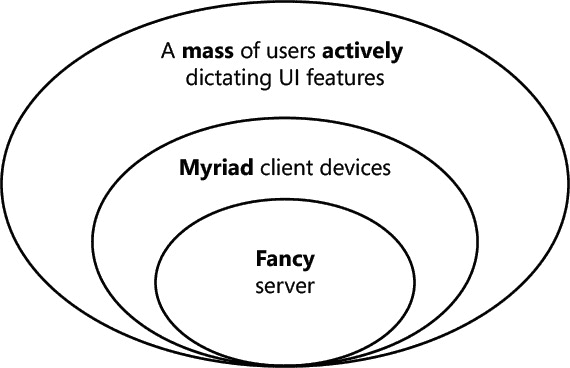 A mass of users actively
dictating UI features
Myriad client devices
Fancy
server